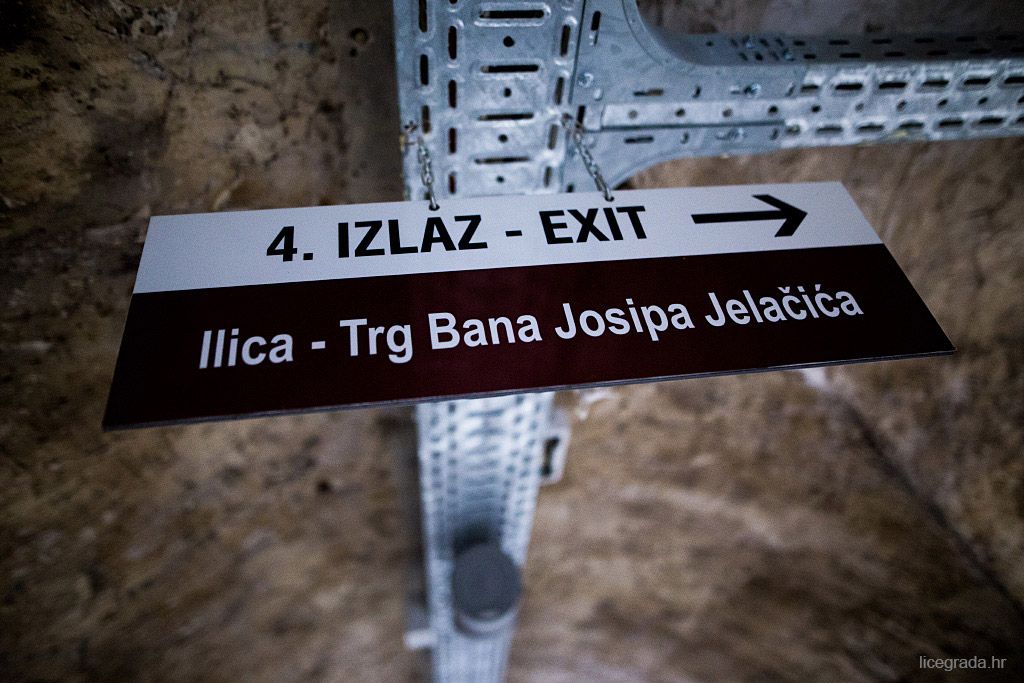 4. IZLAZ - EXIT →
Ilica - Trg Bana Josipa Jelačića
licegrada.hr